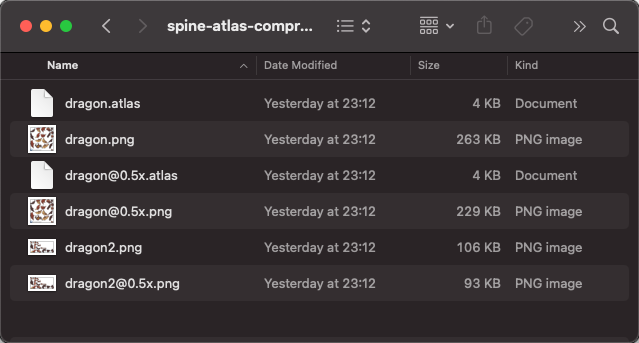 spine-atlas-compr...
Name Date Modified Size Kind
dragon.atlas Yesterday at 23:12 4 KB Document
dragon.png Yesterday at 23:12 263 KB PNG image
dragon@0.5x.atlas Yesterday at 23:12 4 KB Document
dragon@0.5x.png Yesterday at 23:12 229 KB PNG image
dragon2.png Yesterday at 23:12 106 KB PNG image
dragon2@0.5x.png Yesterday at 23:12 93 KB PNG image